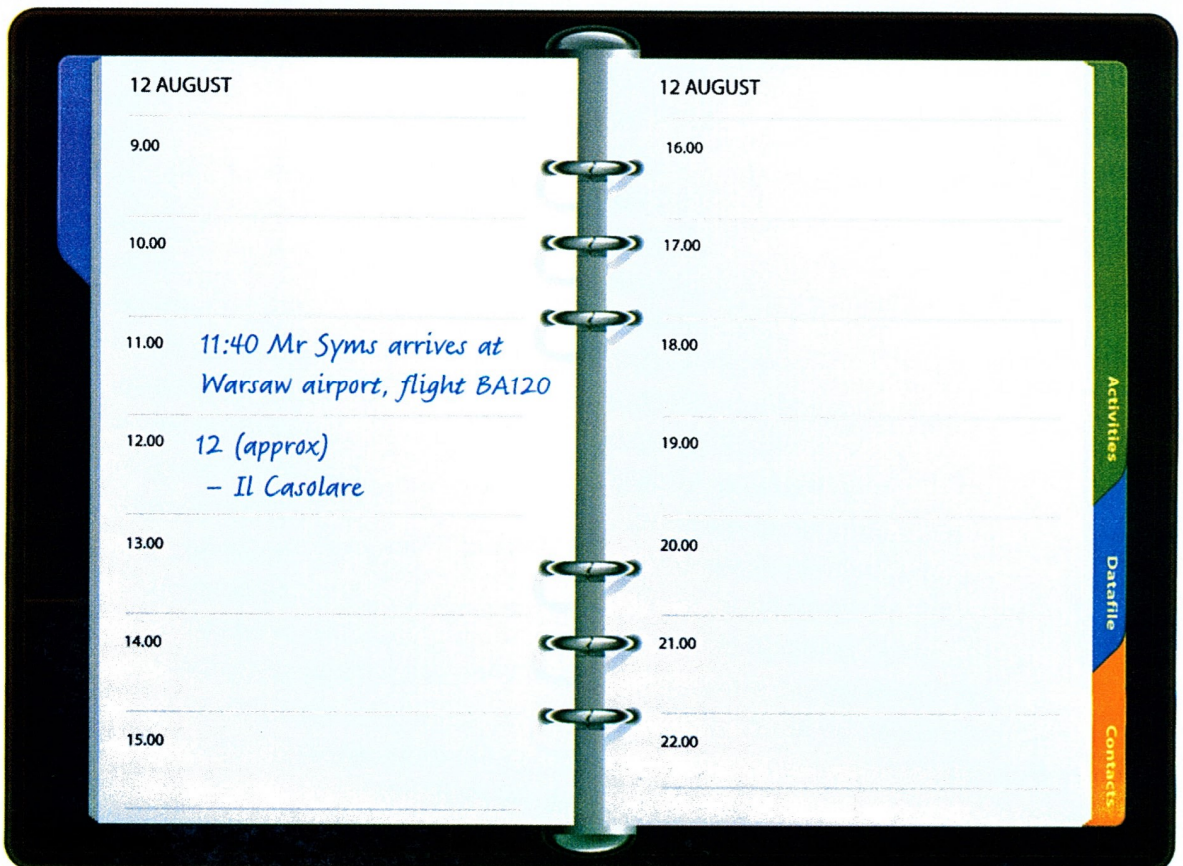 12 AUGUST
9.00
10.00
11.00 11:40 Mr Syms arrives at
Warsaw airport, flight BA120
12.00 12 (approx)
– Il Casolare
13.00
14.00
15.00
12 AUGUST
16.00
17.00
18.00
19.00
20.00
21.00
22.00
Activities
Datafile
Contacts